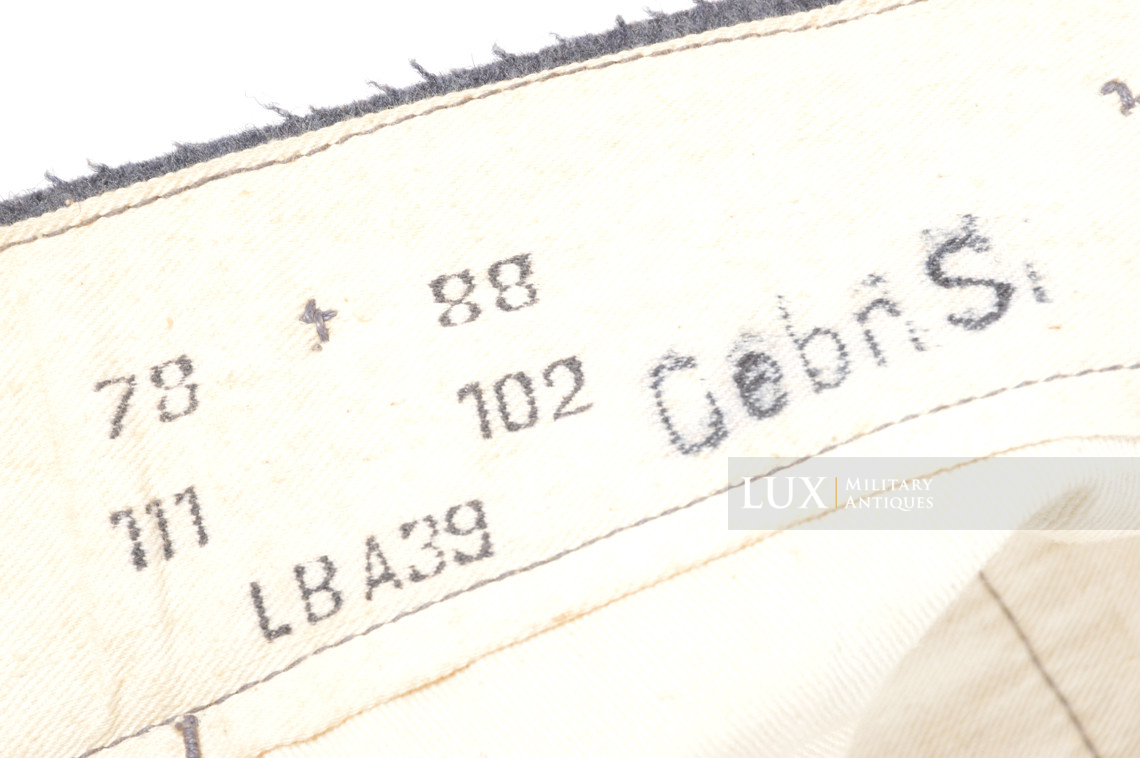 78 88
111 102
LBA39
Gebr. S
LUX MILITARY
ANTIQUES